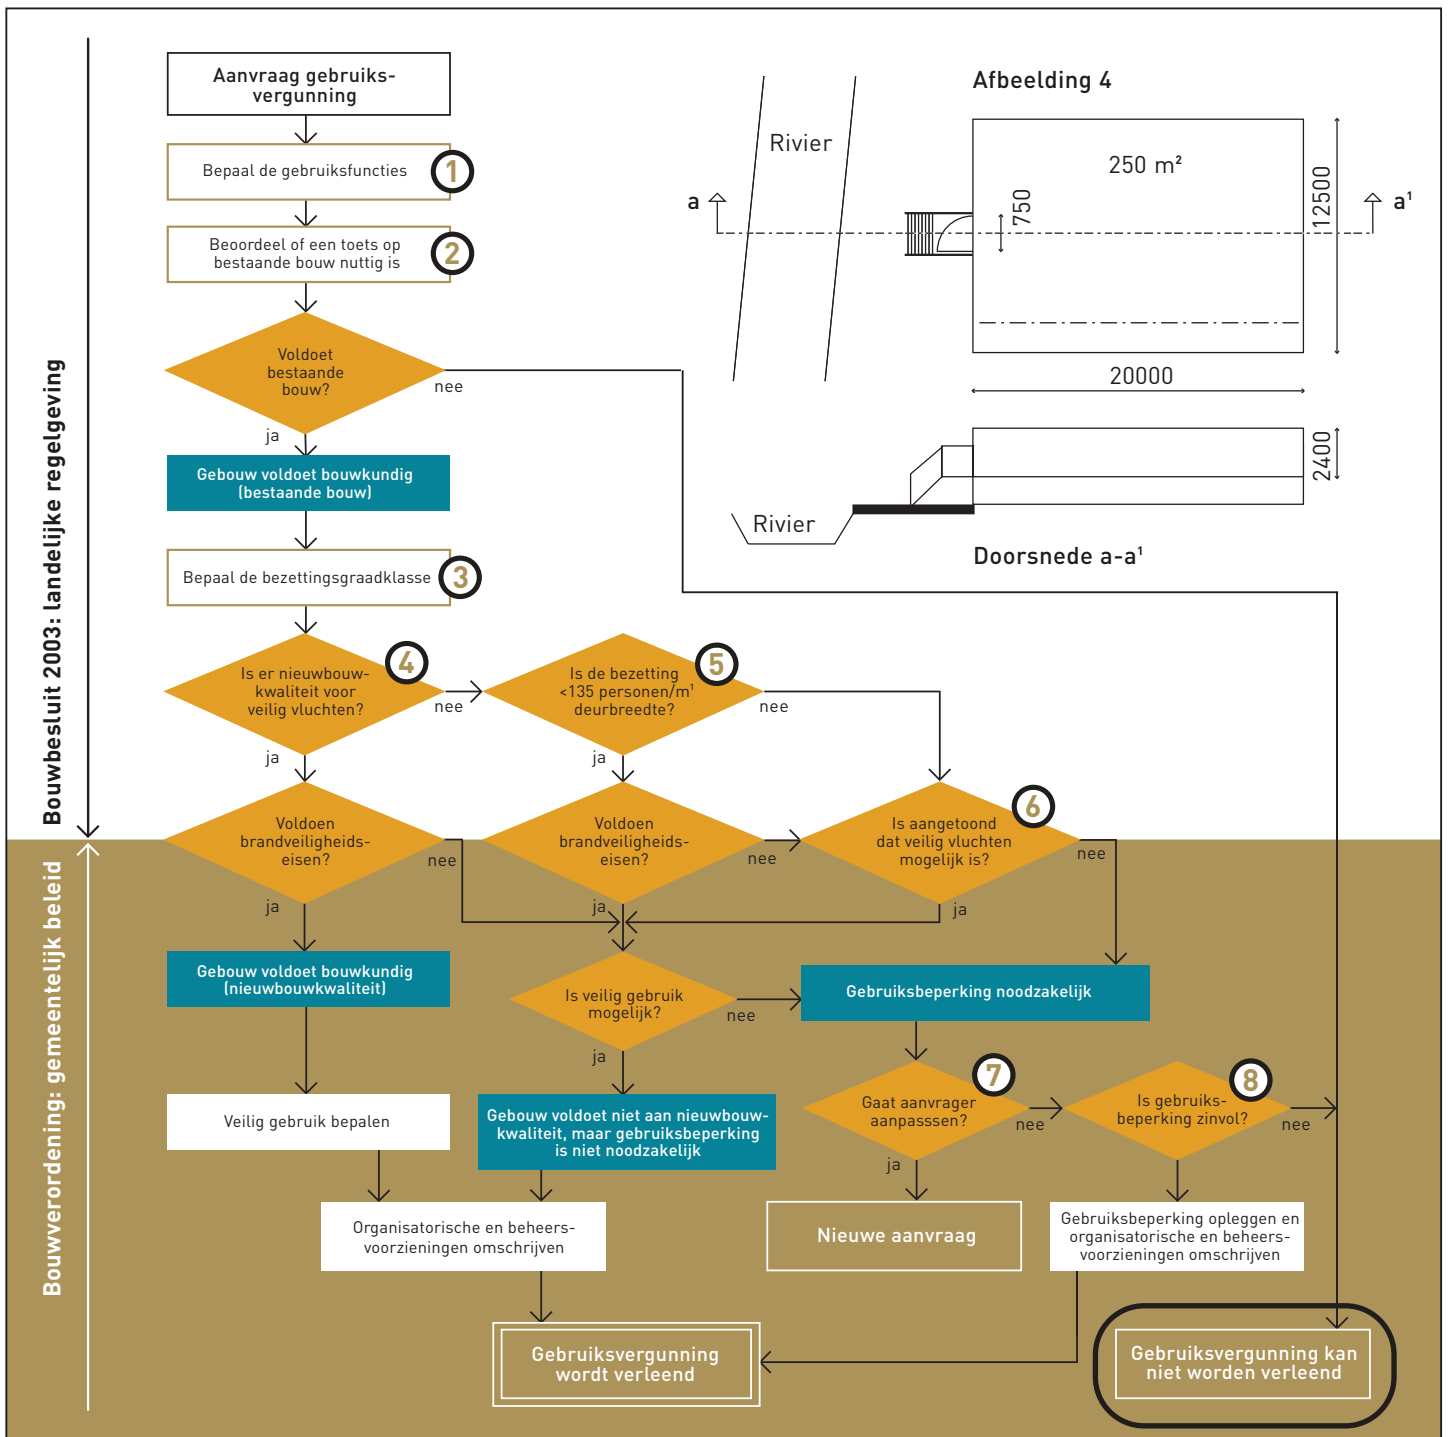 Aanvraag gebruiks-
vergunning
Bepaal de gebruiksfuncties
1
Beoordeel of een toets op
bestaande bouw nuttig is
2
Voldoet
bestaande
bouw?
nee
ja
Gebouw voldoet bouwkundig
(bestaande bouw)
Bepaal de bezettingsgraadklasse
3
Is er nieuwbouw-
kwaliteit voor
veilig vluchten?
4
nee
ja
Is de bezetting
<135 personen/m¹
deurbreedte?
5
nee
ja
Voldoen
brandveiligheids-
eisen?
nee
ja
Voldoen
brandveiligheids-
eisen?
nee
ja
Is aangetoond
dat veilig vluchten
mogelijk is?
6
nee
ja
Gebouw voldoet bouwkundig
(nieuwbouwkwaliteit)
Is veilig gebruik
mogelijk?
nee
ja
Gebruiksbeperking noodzakelijk
Veilig gebruik bepalen
Gebouw voldoet niet aan nieuwbouw-
kwaliteit, maar gebruiksbeperking
is niet noodzakelijk
Gaat aanvrager
aanpasssen?
7
nee
ja
Is gebruiks-
beperking zinvol?
8
nee
Organisatorische en beheers-
voorzieningen omschrijven
Nieuwe aanvraag
Gebruiksbeperking opleggen en
organisatorische en beheers-
voorzieningen omschrijven
Gebruiksvergunning
wordt verleend
Gebruiksvergunning kan
niet worden verleend
Bouwbesluit 2003: landelijke regelgeving
Bouwverordening: gemeentelijk beleid
Afbeelding 4
Rivier
250 m²
750
12500
a
a¹
20000
2400
Rivier
Doorsnede a-a¹